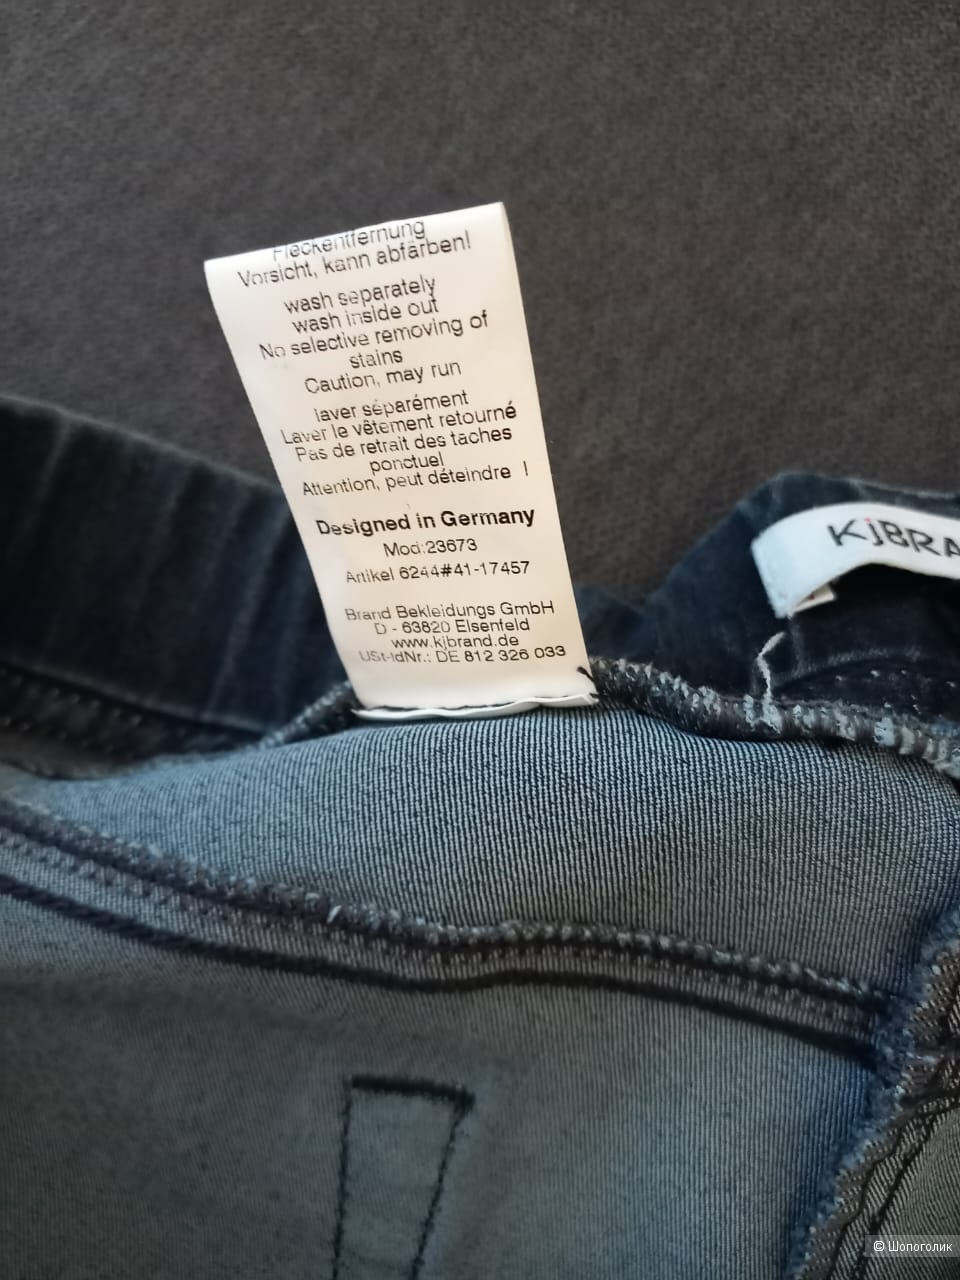 Fleckentfernung
Vorsicht, kann abfärben!
wash separately
wash inside out
No selective removing of
stains
Caution, may run
laver séparément
Laver le vêtement retourné
Pas de retrait des taches
ponctuel
Attention, peut déteindre !
Designed in Germany
Mod:23673
Artikel 6244#41-17457
Brand Bekleidungs GmbH
D - 63820 Elsenfeld
www.kjbrand.de
USt-IdNr.: DE 812 326 033
KjBRA
© Шопоголик